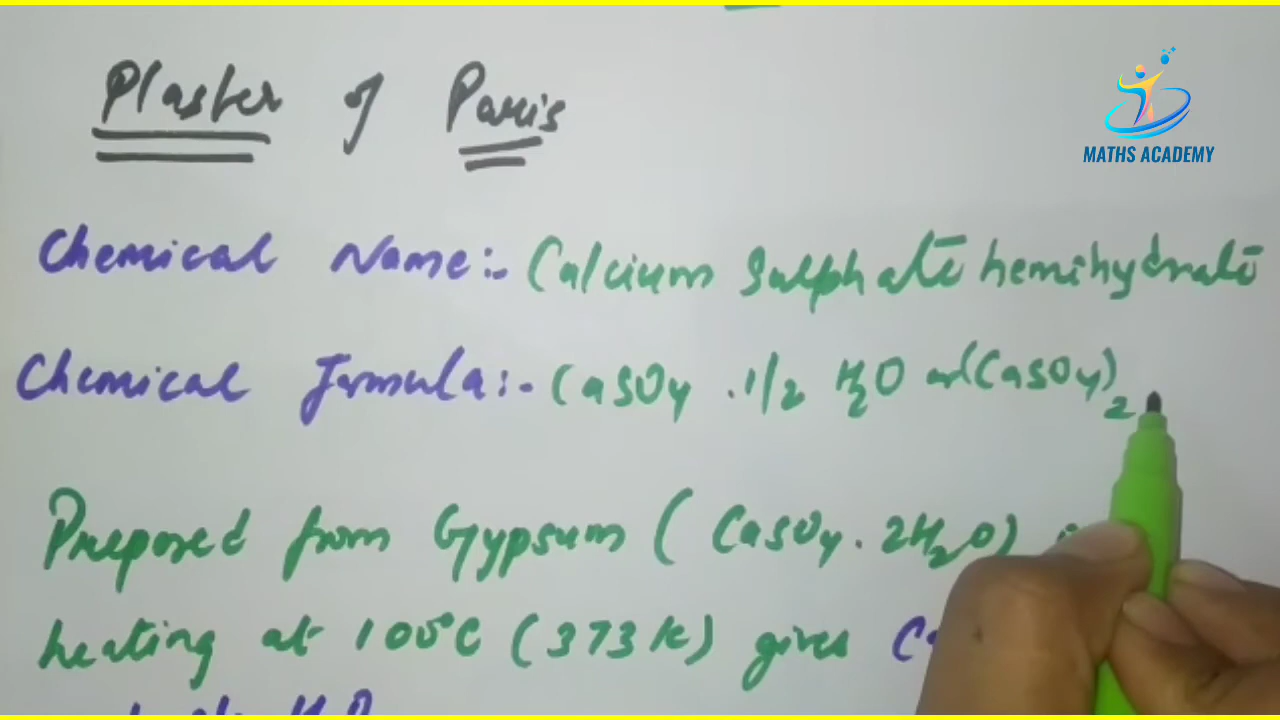 Plaster of Paris
MATHS ACADEMY
Chemical Name:- Calcium Sulphate hemihydrate
Chemical formula:- CaSO4 .1/2 H2O or (CaSO4)2
Prepared from Gypsum ( CaSO4. 2H2O)
heating at 100°C (373 K) gives